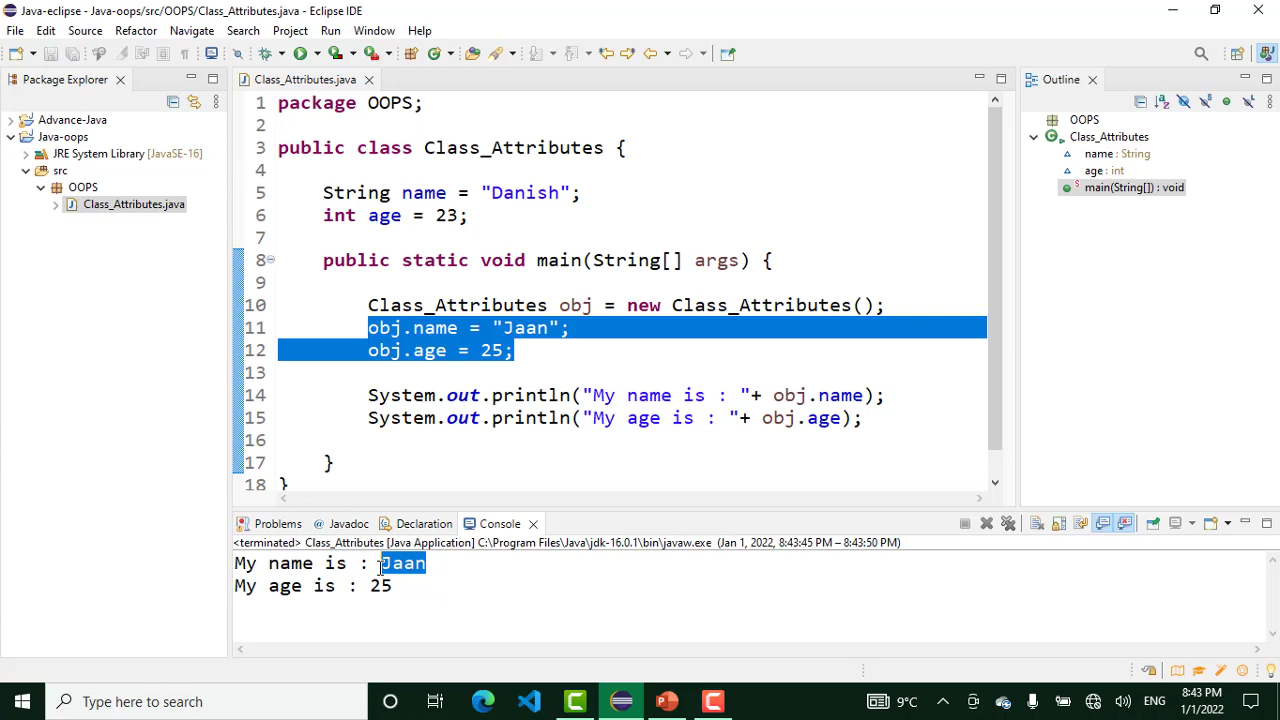 Java-eclipse - Java-oops/src/OOPS/Class_Attributes.java - Eclipse IDE
File Edit Source Refactor Navigate Search Project Run Window Help
Package Explorer
Advance-Java
Java-oops
JRE System Library [JavaSE-16]
src
OOPS
Class_Attributes.java
Class_Attributes.java
1 package OOPS;
2
3 public class Class_Attributes {
4
5 String name = "Danish";
6 int age = 23;
7
8 public static void main(String[] args) {
9
10 Class_Attributes obj = new Class_Attributes();
11 obj.name = "Jaan";
12 obj.age = 25;
13
14 System.out.println("My name is : "+ obj.name);
15 System.out.println("My age is : "+ obj.age);
16
17 }
18 }
Outline
OOPS
Class_Attributes
name : String
age : int
main(String[]) : void
Problems Javadoc Declaration Console
<terminated> Class_Attributes [Java Application] C:\Program Files\Java\jdk-16.0.1\bin\javaw.exe (Jan 1, 2022, 8:43:45 PM – 8:43:50 PM)
My name is : Jaan
My age is : 25
Type here to search
9°C
ENG
8:43 PM
1/1/2022